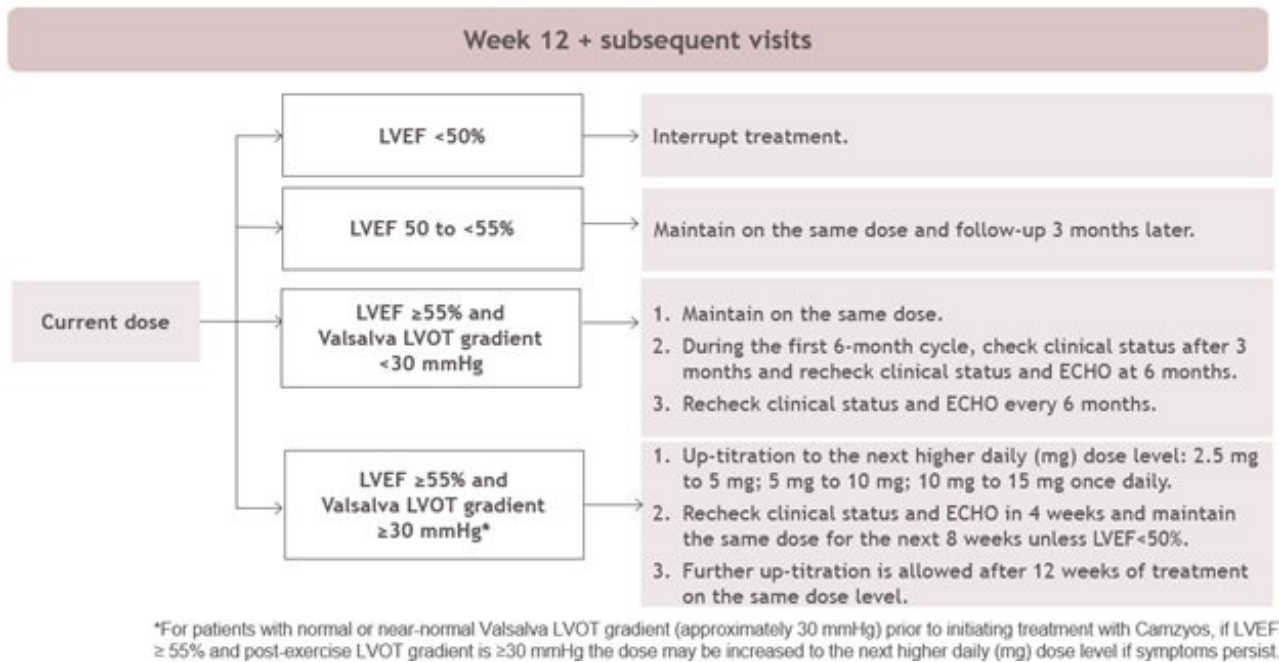 Week 12 + subsequent visits
Current dose
LVEF <50%
Interrupt treatment.
LVEF 50 to <55%
Maintain on the same dose and follow-up 3 months later.
LVEF ≥55% and
Valsalva LVOT gradient
<30 mmHg
1. Maintain on the same dose.
2. During the first 6-month cycle, check clinical status after 3
months and recheck clinical status and ECHO at 6 months.
3. Recheck clinical status and ECHO every 6 months.
LVEF ≥55% and
Valsalva LVOT gradient
≥30 mmHg*
1. Up-titration to the next higher daily (mg) dose level: 2.5 mg
to 5 mg; 5 mg to 10 mg; 10 mg to 15 mg once daily.
2. Recheck clinical status and ECHO in 4 weeks and maintain
the same dose for the next 8 weeks unless LVEF<50%.
3. Further up-titration is allowed after 12 weeks of treatment
on the same dose level.
*For patients with normal or near-normal Valsalva LVOT gradient (approximately 30 mmHg) prior to initiating treatment with Camzyos, if LVEF
≥ 55% and post-exercise LVOT gradient is ≥30 mmHg the dose may be increased to the next higher daily (mg) dose level if symptoms persist.